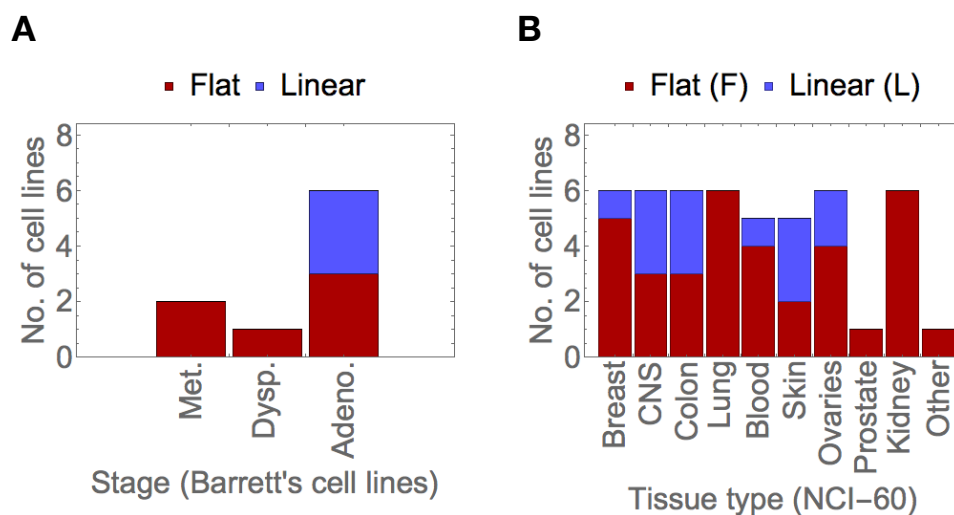 A
Flat Linear
No. of cell lines
8
6
4
2
0
Met.
Dysp.
Adeno.
Stage (Barrett's cell lines)
B
Flat (F) Linear (L)
No. of cell lines
8
6
4
2
0
Breast
CNS
Colon
Lung
Blood
Skin
Ovaries
Prostate
Kidney
Other
Tissue type (NCI−60)